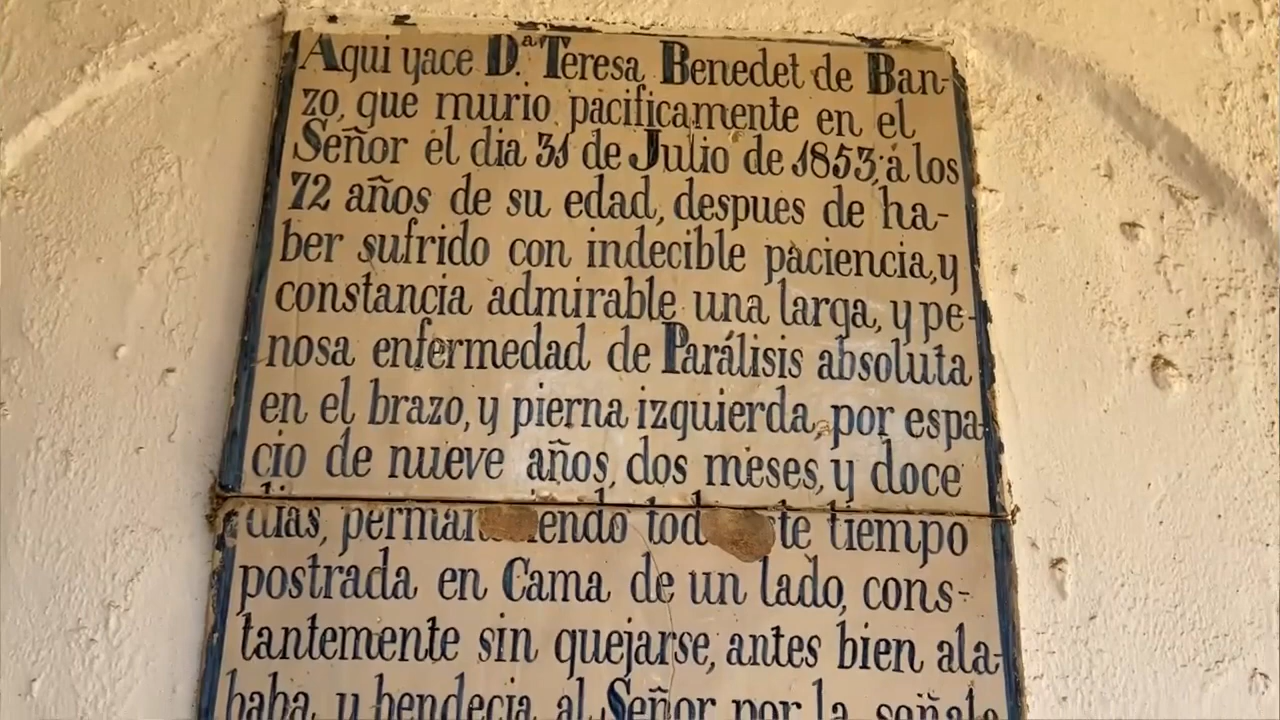 Aqui yace D.ª Teresa Benedet de Ban-
zo, que murio pacificamente en el
Señor el dia 31 de Julio de 1853, á los
72 años de su edad, despues de ha-
ber sufrido con indecible paciencia, y
constancia admirable una larga, y pe-
nosa enfermedad de Parálisis absoluta
en el brazo, y pierna izquierda, por espa-
cio de nueve años, dos meses, y doce
dias, tiempo
postrada en Cama de un lado, cons-
tantemente sin quejarse, antes bien ala-
baba, y bendecia al Señor por la